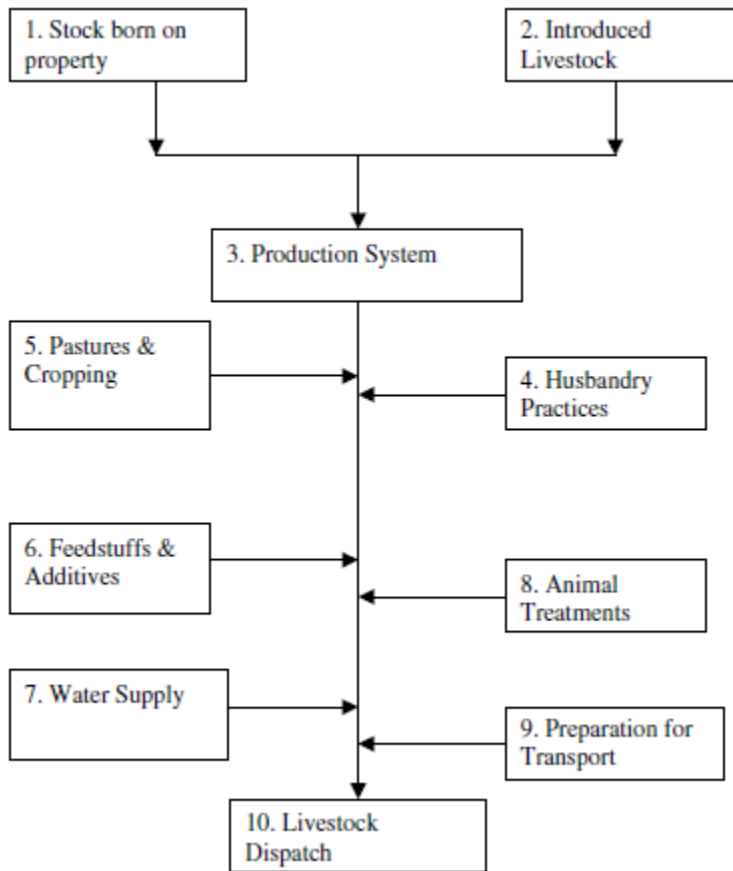 1. Stock born on
property
2. Introduced
Livestock
3. Production System
5. Pastures &
Cropping
4. Husbandry
Practices
6. Feedstuffs &
Additives
8. Animal
Treatments
7. Water Supply
9. Preparation for
Transport
10. Livestock
Dispatch